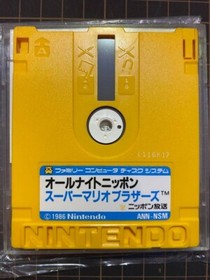 ファミリー コンピュータ ディスク システム
オールナイトニッポン
スーパーマリオブラザーズ™
ニッポン放送
©1986 Nintendo ANN-NSM
NINTENDO